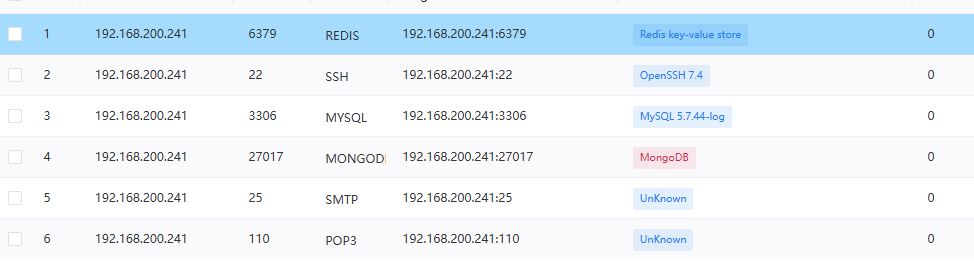 1 192.168.200.241 6379 REDIS 192.168.200.241:6379 Redis key-value store 0
2 192.168.200.241 22 SSH 192.168.200.241:22 OpenSSH 7.4 0
3 192.168.200.241 3306 MYSQL 192.168.200.241:3306 MySQL 5.7.44-log 0
4 192.168.200.241 27017 MONGOD 192.168.200.241:27017 MongoDB 0
5 192.168.200.241 25 SMTP 192.168.200.241:25 UnKnown 0
6 192.168.200.241 110 POP3 192.168.200.241:110 UnKnown 0